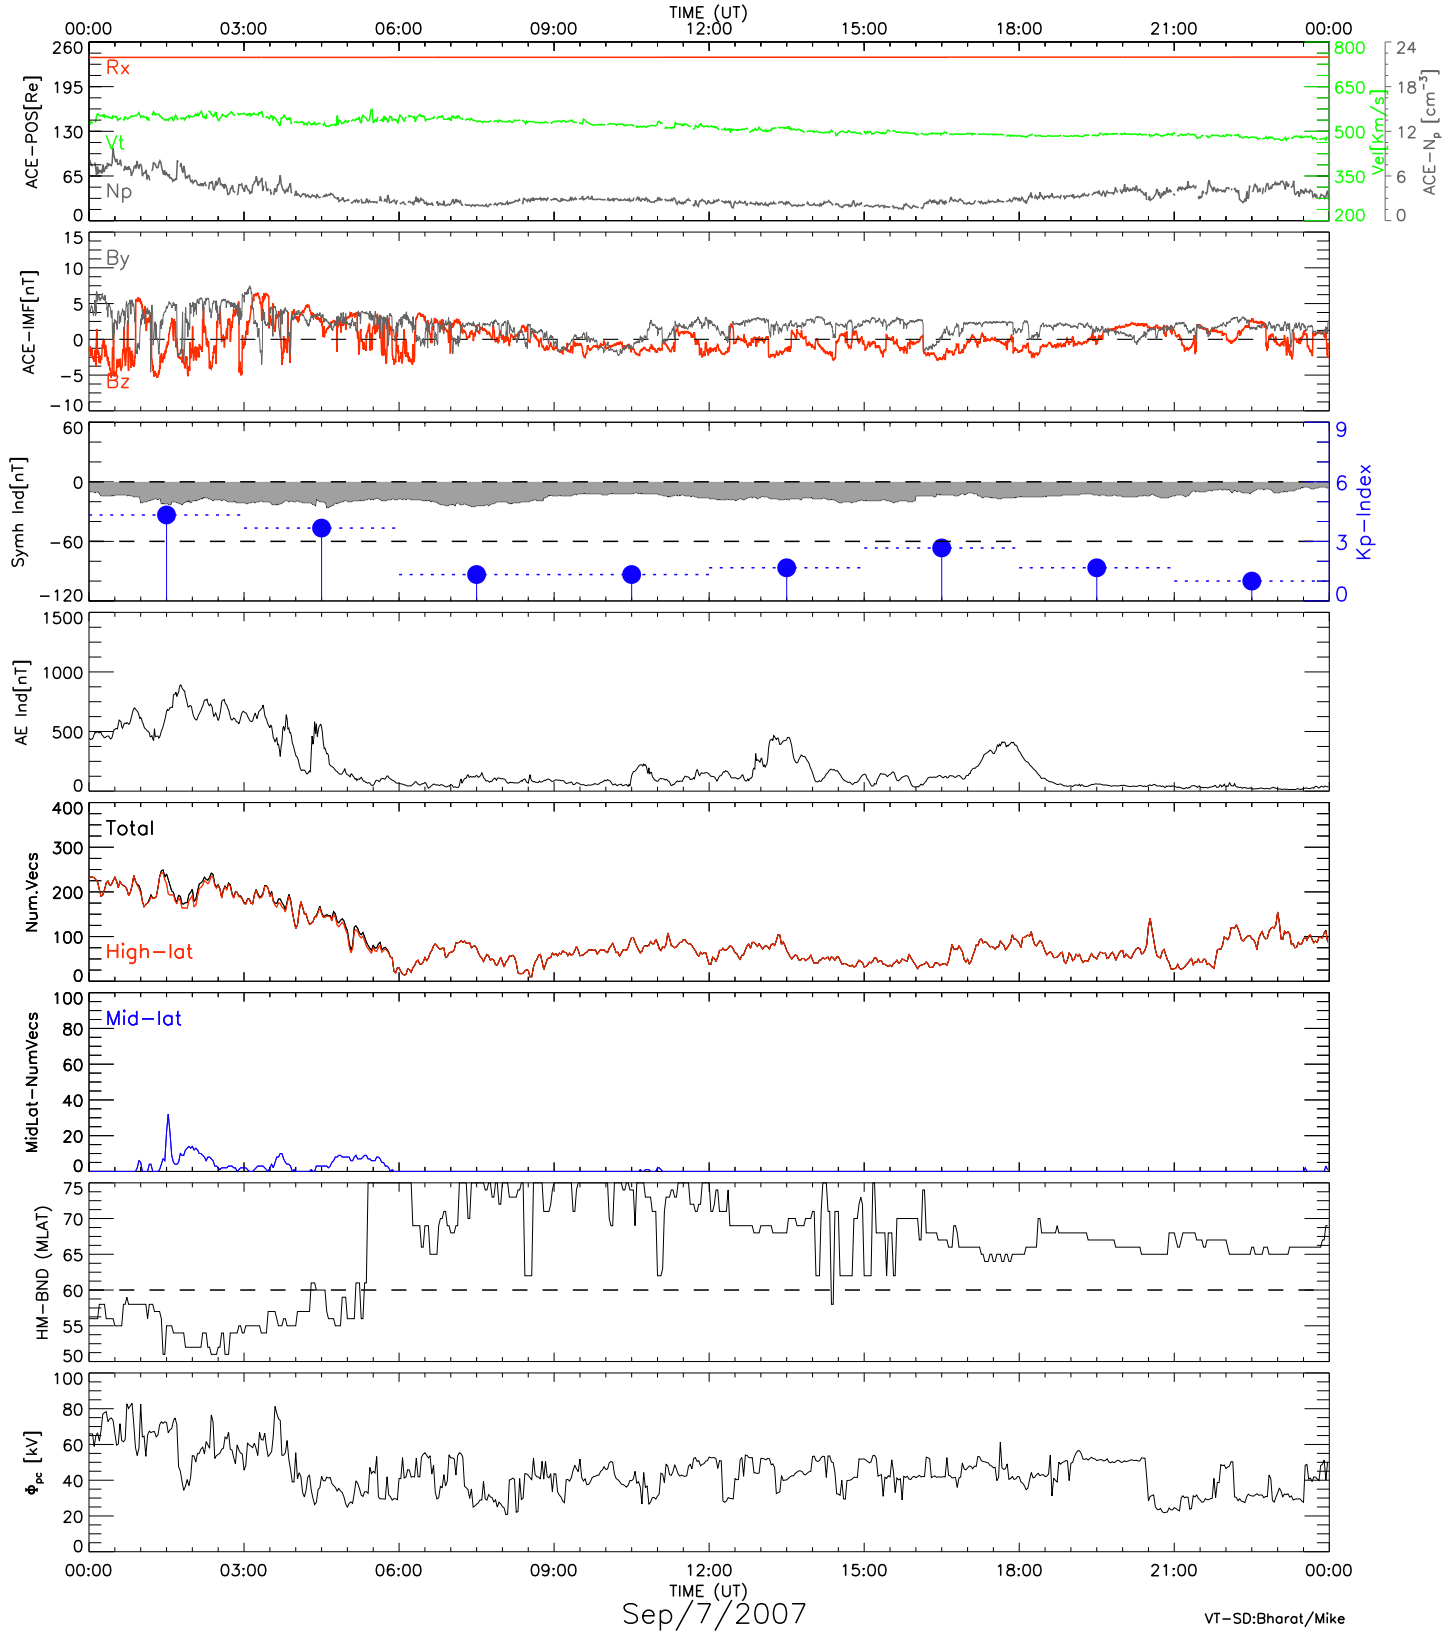 TIME (UT)
00:00 03:00 06:00 09:00 12:00 15:00 18:00 21:00 00:00
ACE-POS[Re]
260
195
130
65
0
Rx
Vt
Np
800
650
500
350
200
Vel[Km/s]
24
18
12
6
0
ACE-Np [cm-3]
ACE-IMF[nT]
15
10
5
0
-5
-10
By
Bz
Symh Ind[nT]
60
0
-60
-120
9
6
3
0
Kp-Index
AE Ind[nT]
1500
1000
500
0
Num.Vecs
400
300
200
100
0
Total
High-lat
MidLat-NumVecs
100
80
60
40
20
0
Mid-lat
HM-BND (MLAT)
75
70
65
60
55
50
Φpc [kV]
100
80
60
40
20
0
00:00 03:00 06:00 09:00 12:00 15:00 18:00 21:00 00:00
TIME (UT)
Sep/7/2007
VT-SD:Bharat/Mike